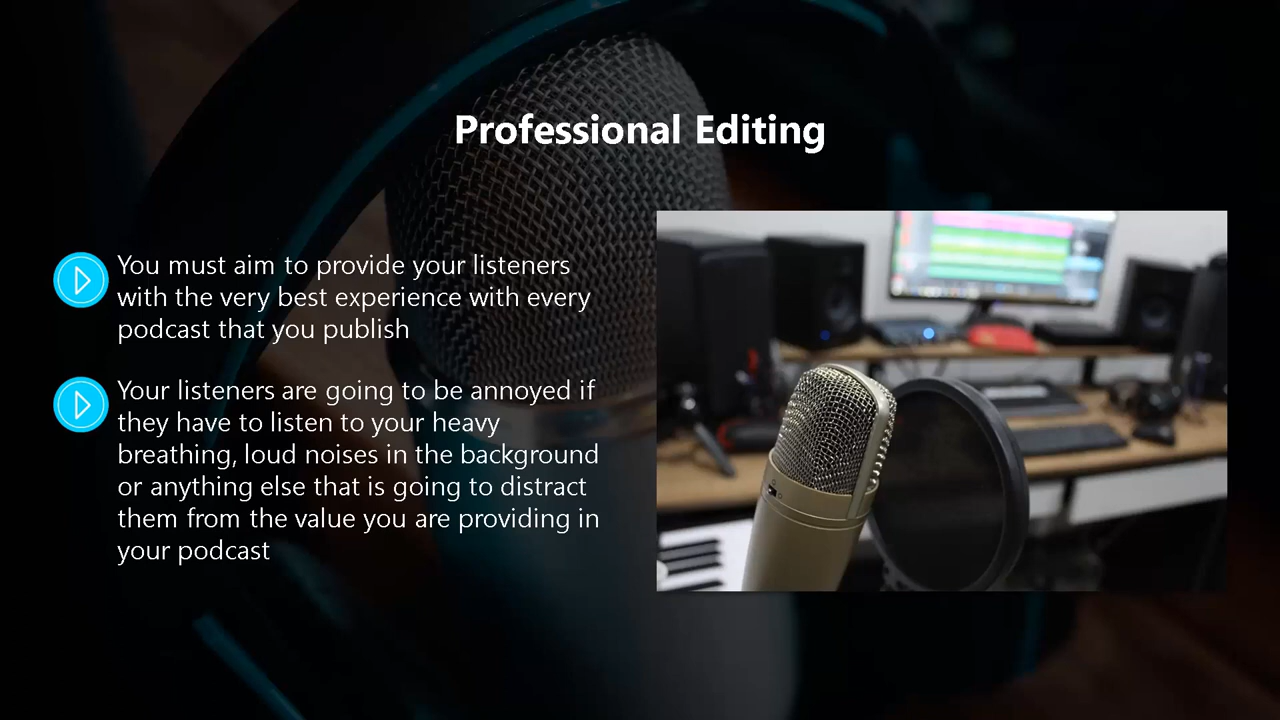 Professional Editing
You must aim to provide your listeners
with the very best experience with every
podcast that you publish
Your listeners are going to be annoyed if
they have to listen to your heavy
breathing, loud noises in the background
or anything else that is going to distract
them from the value you are providing in
your podcast